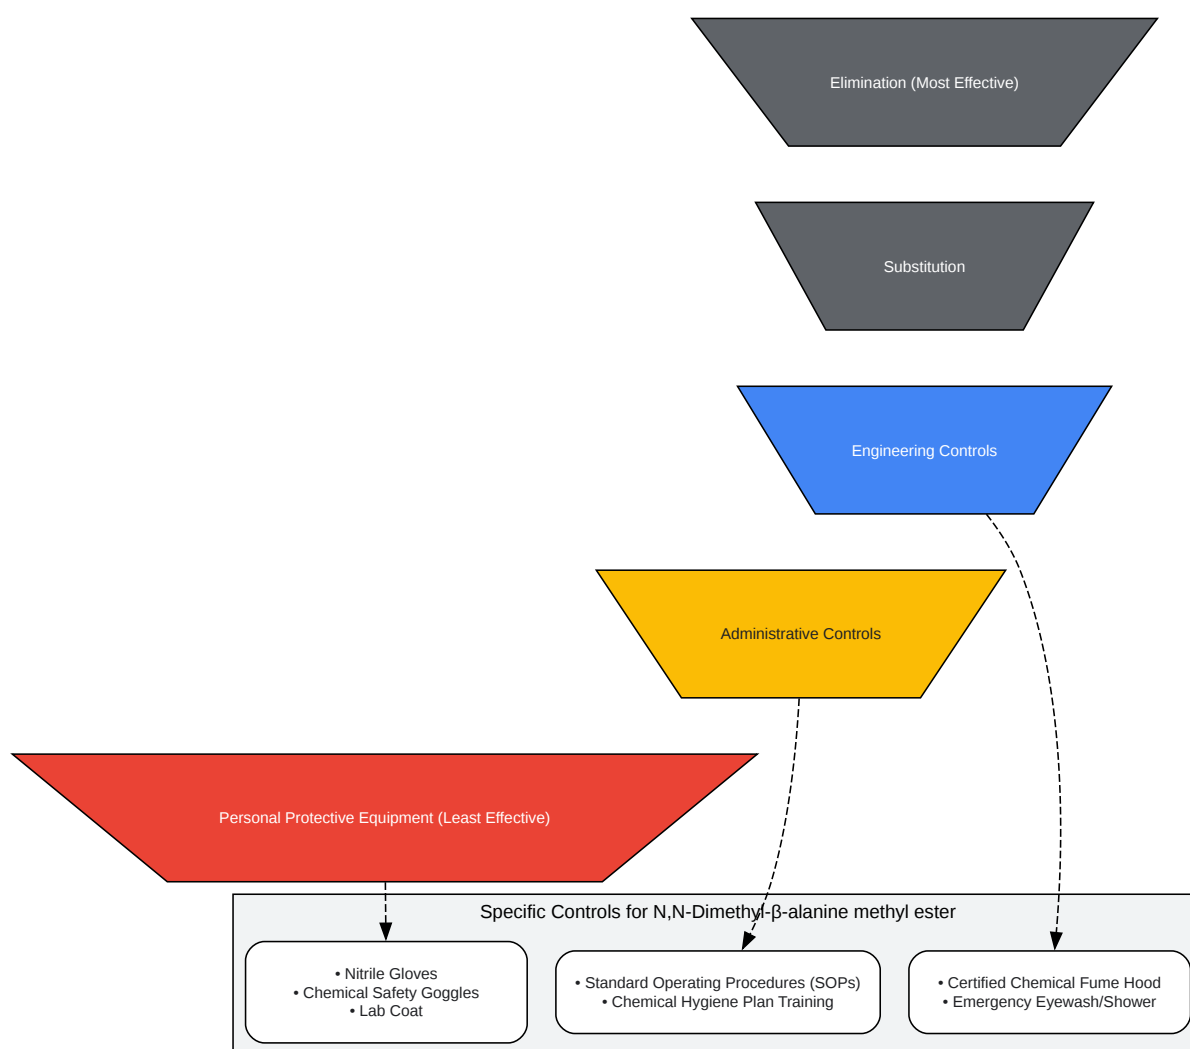 Elimination (Most Effective)
Substitution
Engineering Controls
Administrative Controls
Personal Protective Equipment (Least Effective)
Specific Controls for N,N-Dimethyl-β-alanine methyl ester
• Nitrile Gloves
• Chemical Safety Goggles
• Lab Coat
• Standard Operating Procedures (SOPs)
• Chemical Hygiene Plan Training
• Certified Chemical Fume Hood
• Emergency Eyewash/Shower